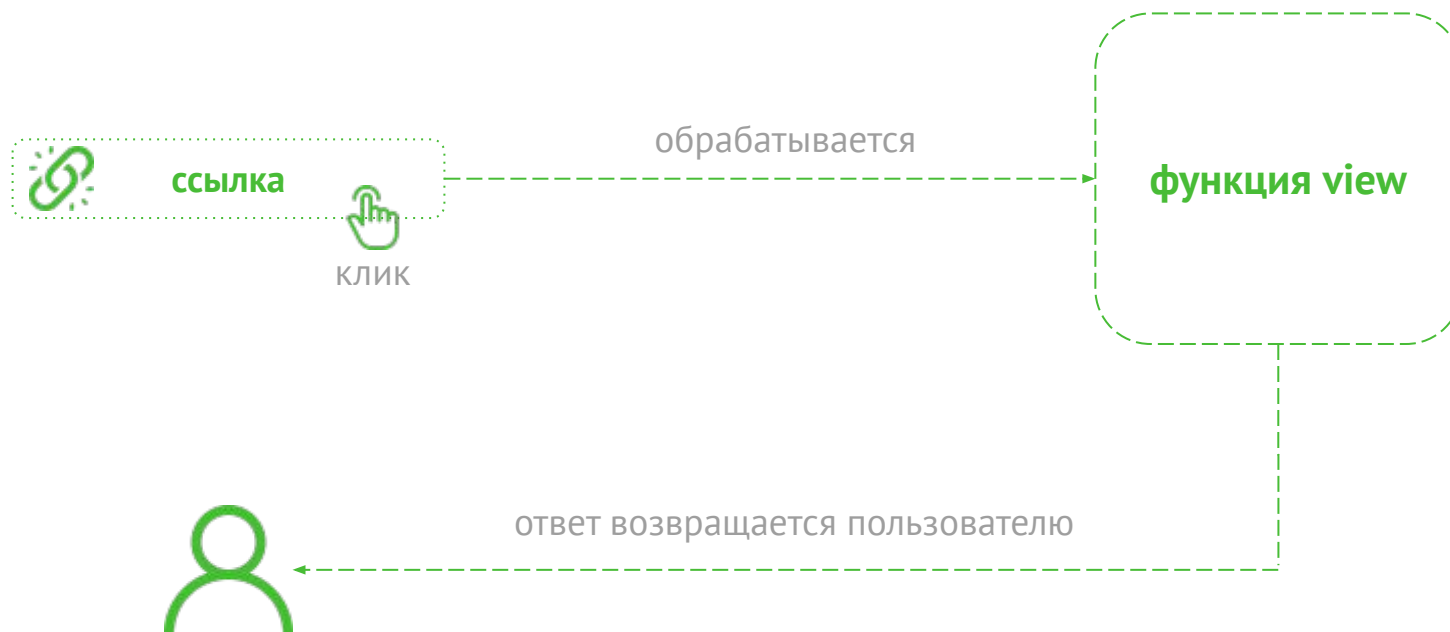 обрабатывается
ссылка
функция view
клик
ответ возвращается пользователю